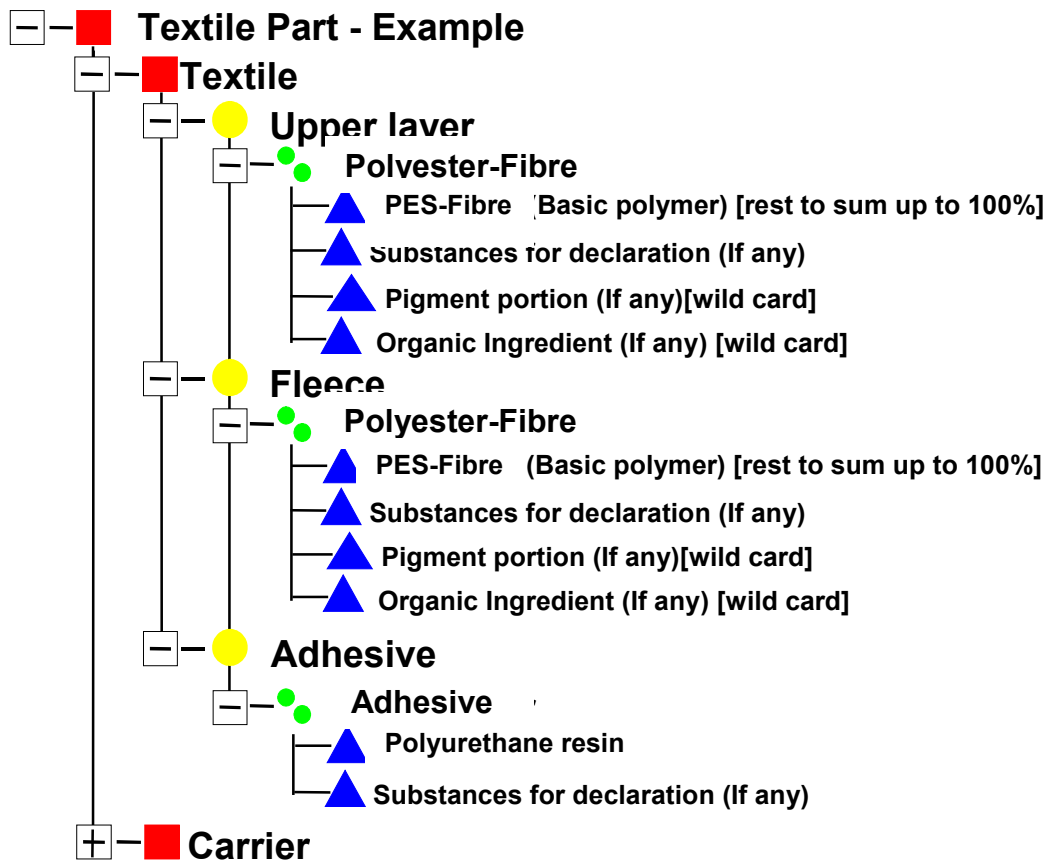 Textile Part - Example
Textile
Upper layer
Polyester-Fibre
PES-Fibre (Basic polymer) [rest to sum up to 100%]
Substances for declaration (If any)
Pigment portion (If any)[wild card]
Organic Ingredient (If any) [wild card]
Fleece
Polyester-Fibre
PES-Fibre (Basic polymer) [rest to sum up to 100%]
Substances for declaration (If any)
Pigment portion (If any)[wild card]
Organic Ingredient (If any) [wild card]
Adhesive
Adhesive
Polyurethane resin
Substances for declaration (If any)
Carrier